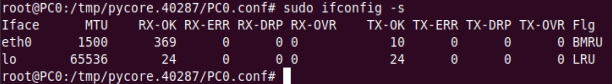 root@PC0:/tmp/pycore.40287/PC0.conf# sudo ifconfig -s
Iface      MTU    RX-OK RX-ERR RX-DRP RX-OVR    TX-OK TX-ERR TX-DRP TX-OVR Flg
eth0      1500      369      0      0 0            10      0      0      0 BMRU
lo       65536       24      0      0 0            24      0      0      0 LRU
root@PC0:/tmp/pycore.40287/PC0.conf#